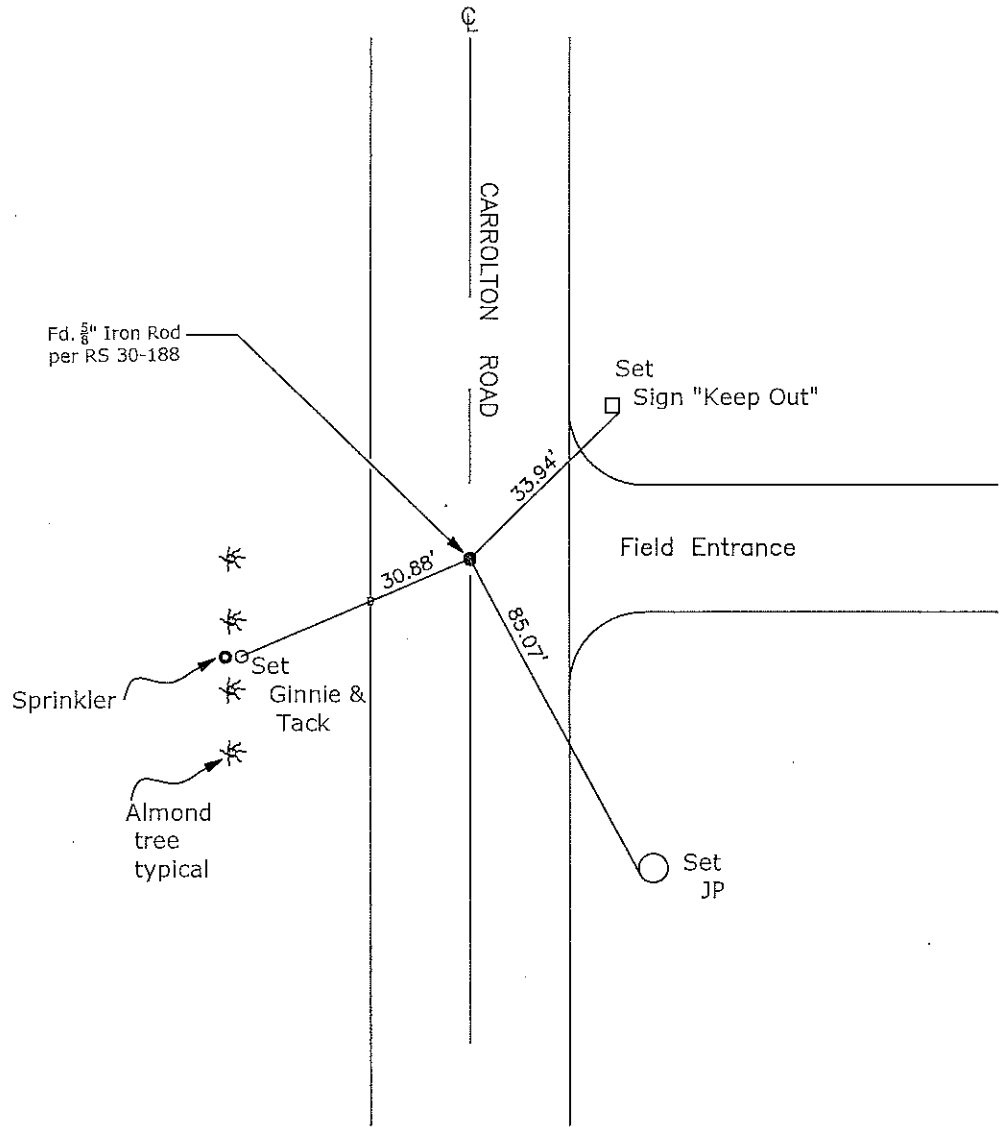 ℄
CARROLTON ROAD
Fd. 5/8" Iron Rod
per RS 30-188
Set
Sign "Keep Out"
33.94'
30.88'
Field Entrance
85.07'
Set
Ginnie &
Tack
Sprinkler
Almond
tree
typical
Set
JP